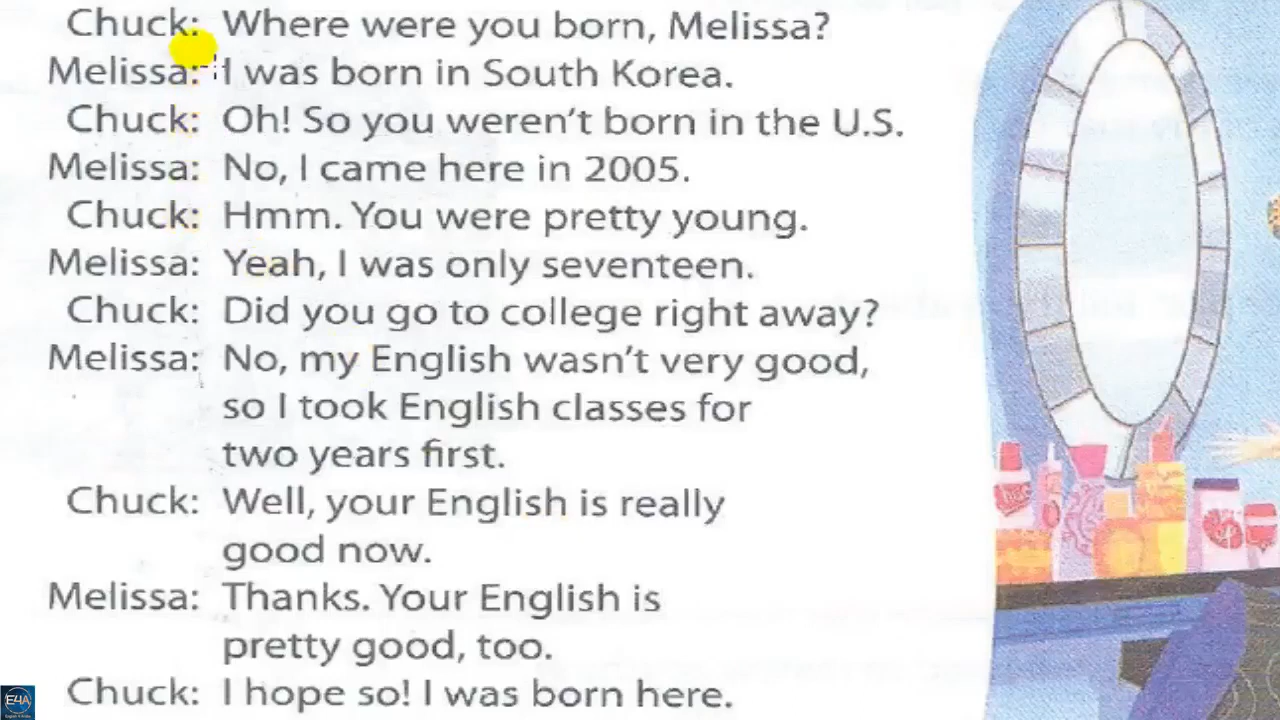 Chuck: Where were you born, Melissa?
Melissa: I was born in South Korea.
Chuck: Oh! So you weren't born in the U.S.
Melissa: No, I came here in 2005.
Chuck: Hmm. You were pretty young.
Melissa: Yeah, I was only seventeen.
Chuck: Did you go to college right away?
Melissa: No, my English wasn't very good,
so I took English classes for
two years first.
Chuck: Well, your English is really
good now.
Melissa: Thanks. Your English is
pretty good, too.
Chuck: I hope so! I was born here.
E4A